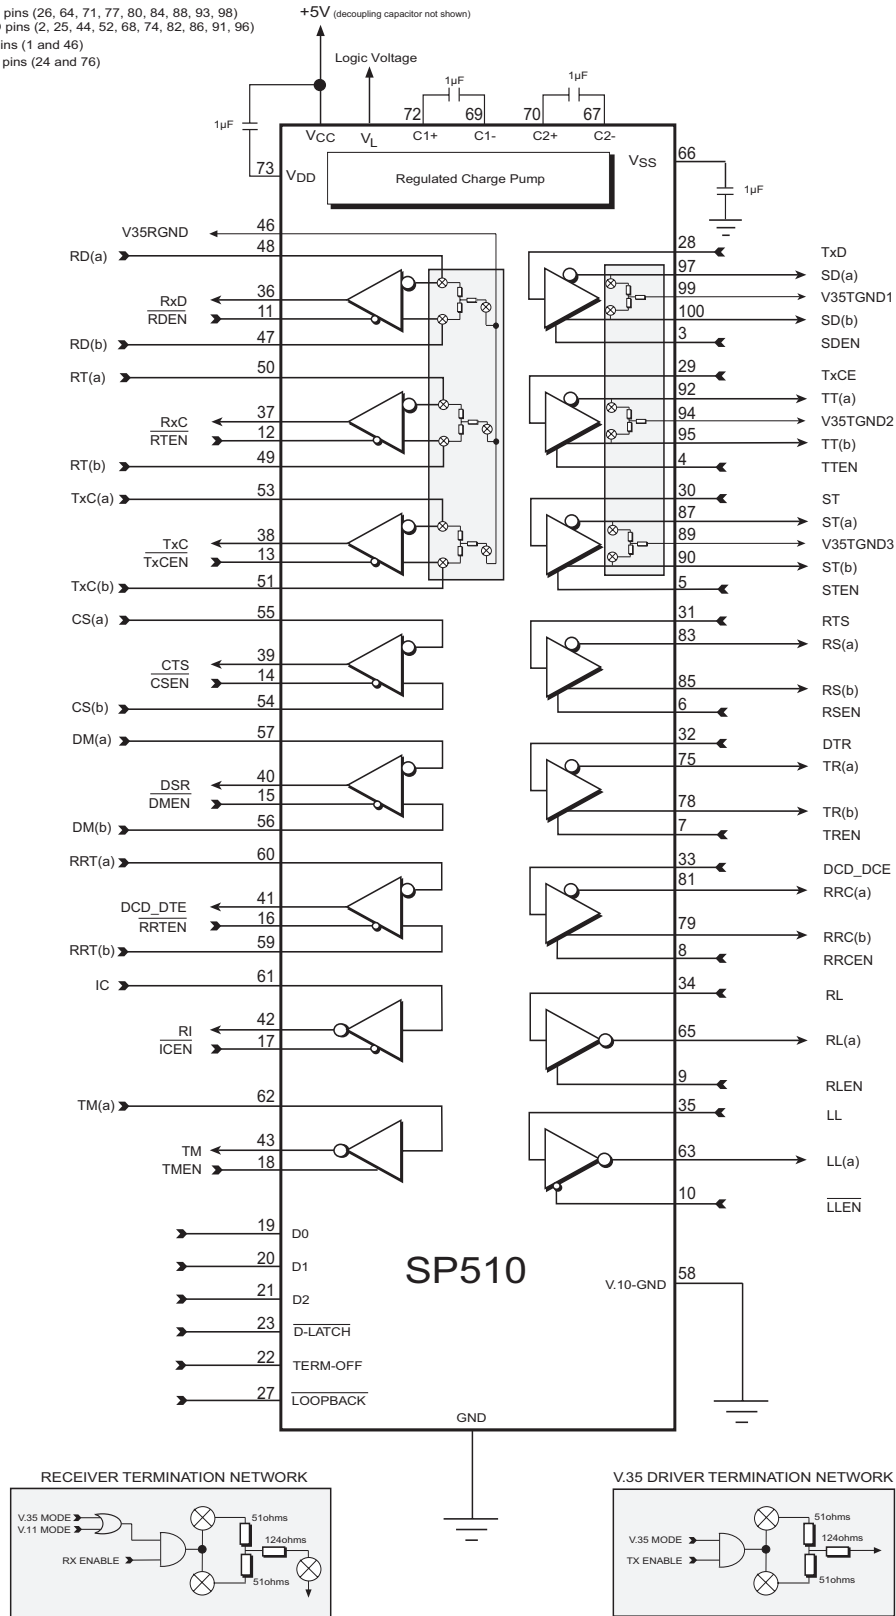 pins (26, 64, 71, 77, 80, 84, 88, 93, 98)
pins (2, 25, 44, 52, 68, 74, 82, 86, 91, 96)
ins (1 and 46)
pins (24 and 76)
+5V (decoupling capacitor not shown)
Logic Voltage
1µF
1µF
1µF
72 69 70 67
VCC VL C1+ C1- C2+ C2-
73 VDD
Regulated Charge Pump
VSS 66
1µF
V35RGND 46
RD(a) 48
RxD 36
RDEN 11
RD(b) 47
RT(a) 50
RxC 37
RTEN 12
RT(b) 49
TxC(a) 53
TxC 38
TxCEN 13
TxC(b) 51
CS(a) 55
CTS 39
CSEN 14
CS(b) 54
DM(a) 57
DSR 40
DMEN 15
DM(b) 56
RRT(a) 60
DCD_DTE 41
RRTEN 16
RRT(b) 59
IC 61
RI 42
ICEN 17
TM(a) 62
TM 43
TMEN 18
19 D0
20 D1
21 D2
23 D-LATCH
22 TERM-OFF
27 LOOPBACK
28 TxD
97 SD(a)
99 V35TGND1
100 SD(b)
3 SDEN
29 TxCE
92 TT(a)
94 V35TGND2
95 TT(b)
4 TTEN
30 ST
87 ST(a)
89 V35TGND3
90 ST(b)
5 STEN
31 RTS
83 RS(a)
85 RS(b)
6 RSEN
32 DTR
75 TR(a)
78 TR(b)
7 TREN
33 DCD_DCE
81 RRC(a)
79 RRC(b)
8 RRCEN
34 RL
65 RL(a)
9 RLEN
35 LL
63 LL(a)
10 LLEN
SP510
V.10-GND 58
GND
RECEIVER TERMINATION NETWORK
V.35 MODE
V.11 MODE
RX ENABLE
51ohms
124ohms
51ohms
V.35 DRIVER TERMINATION NETWORK
V.35 MODE
TX ENABLE
51ohms
124ohms
51ohms